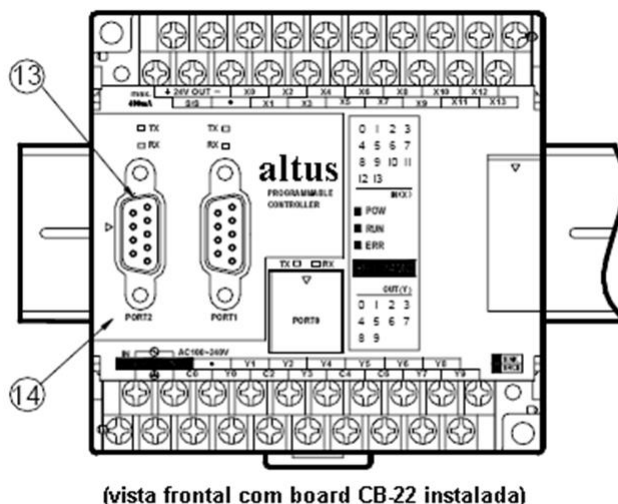 13
14
max.
400mA
24V OUT
X0 X2 X4 X6 X8 X10 X12
S/S X1 X3 X5 X7 X9 X11 X13
TX TX
RX RX
altus
PROGRAMMABLE
CONTROLLER
0 1 2 3
4 5 6 7
8 9 10 11
12 13
IN(X)
POW
RUN
ERR
TX RX
PORT2 PORT1 PORT0
OUT(Y)
0 1 2 3
4 5 6 7
8 9
IN AC100~240V
Y1 Y2 Y4 Y5 Y6 Y8
C0 Y0 C2 Y3 C4 C6 Y7 Y9
(vista frontal com board CB-22 instalada)